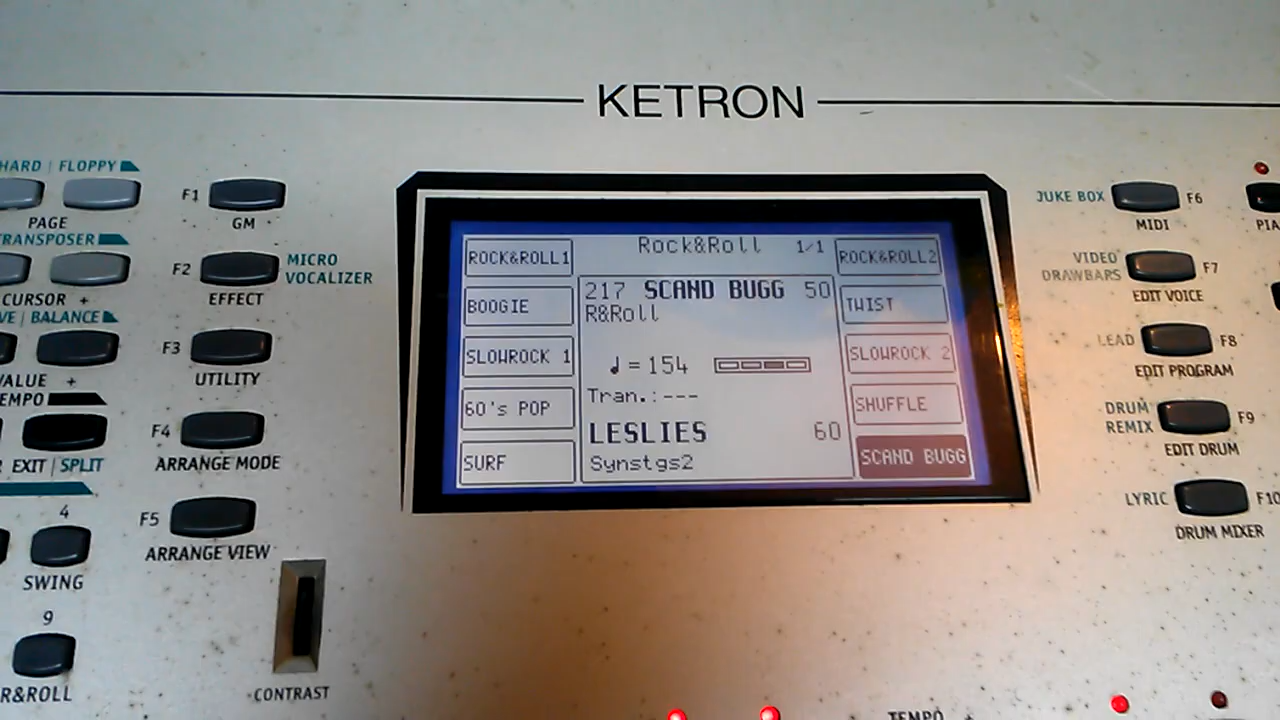 KETRON
HARD | FLOPPY
PAGE
TRANSPOSER
CURSOR +
BALANCE
VALUE +
TEMPO
EXIT | SPLIT
4
SWING
9
R&ROLL
F1
GM
F2
MICRO
VOCALIZER
EFFECT
F3
UTILITY
F4
ARRANGE MODE
F5
ARRANGE VIEW
CONTRAST
Rock&Roll 1/1
ROCK&ROLL1
BOOGIE
SLOWROCK 1
60's POP
SURF
217 SCAND BUGG 50
R&Roll
♩=154
Tran.:---
LESLIES 60
Synstgs2
ROCK&ROLL2
TWIST
SLOWROCK 2
SHUFFLE
SCAND BUGG
JUKE BOX F6
MIDI
VIDEO
DRAWBARS F7
EDIT VOICE
LEAD F8
EDIT PROGRAM
DRUM
REMIX F9
EDIT DRUM
LYRIC F10
DRUM MIXER
TEMPO +